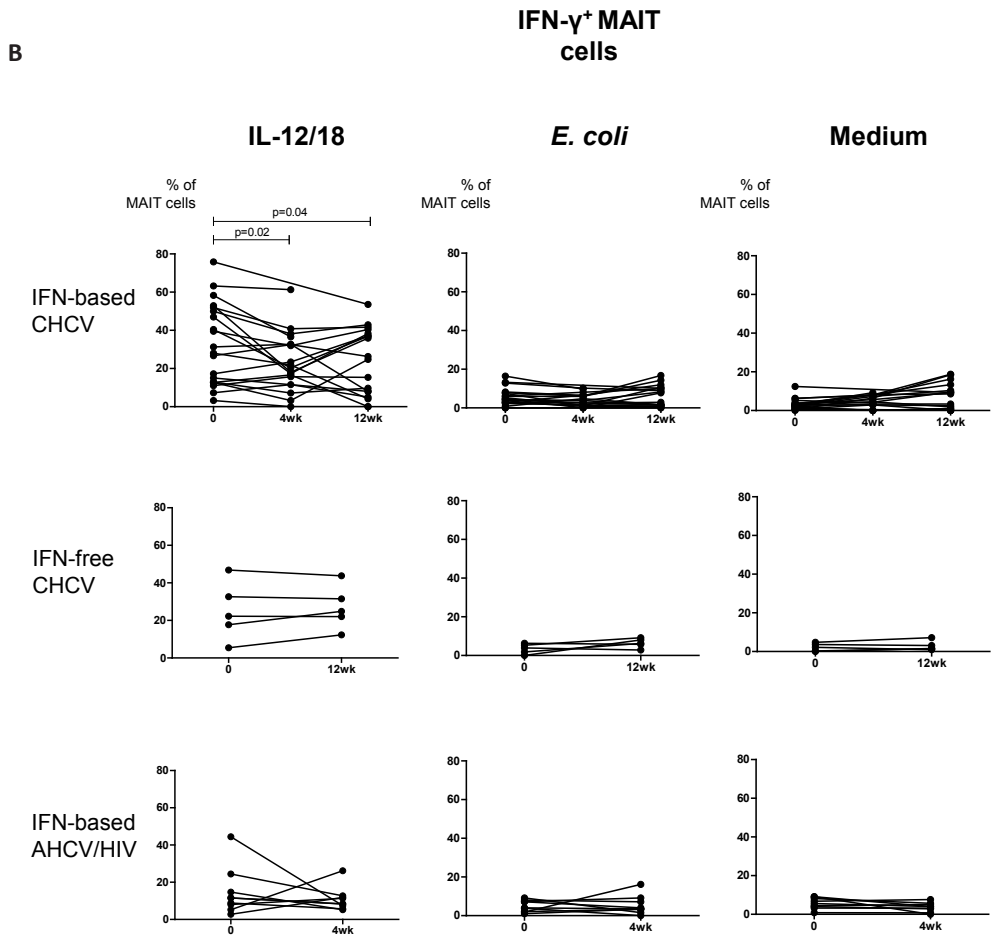 B
IFN-γ⁺ MAIT
cells
IL-12/18
E. coli
Medium
% of
MAIT cells
% of
MAIT cells
% of
MAIT cells
p=0.04
p=0.02
IFN-based
CHCV
80
60
40
20
0
0 4wk 12wk
80
60
40
20
0
0 4wk 12wk
80
60
40
20
0
0 4wk 12wk
IFN-free
CHCV
80
60
40
20
0
0 12wk
80
60
40
20
0
0 12wk
80
60
40
20
0
0 12wk
IFN-based
AHCV/HIV
80
60
40
20
0
0 4wk
80
60
40
20
0
0 4wk
80
60
40
20
0
0 4wk